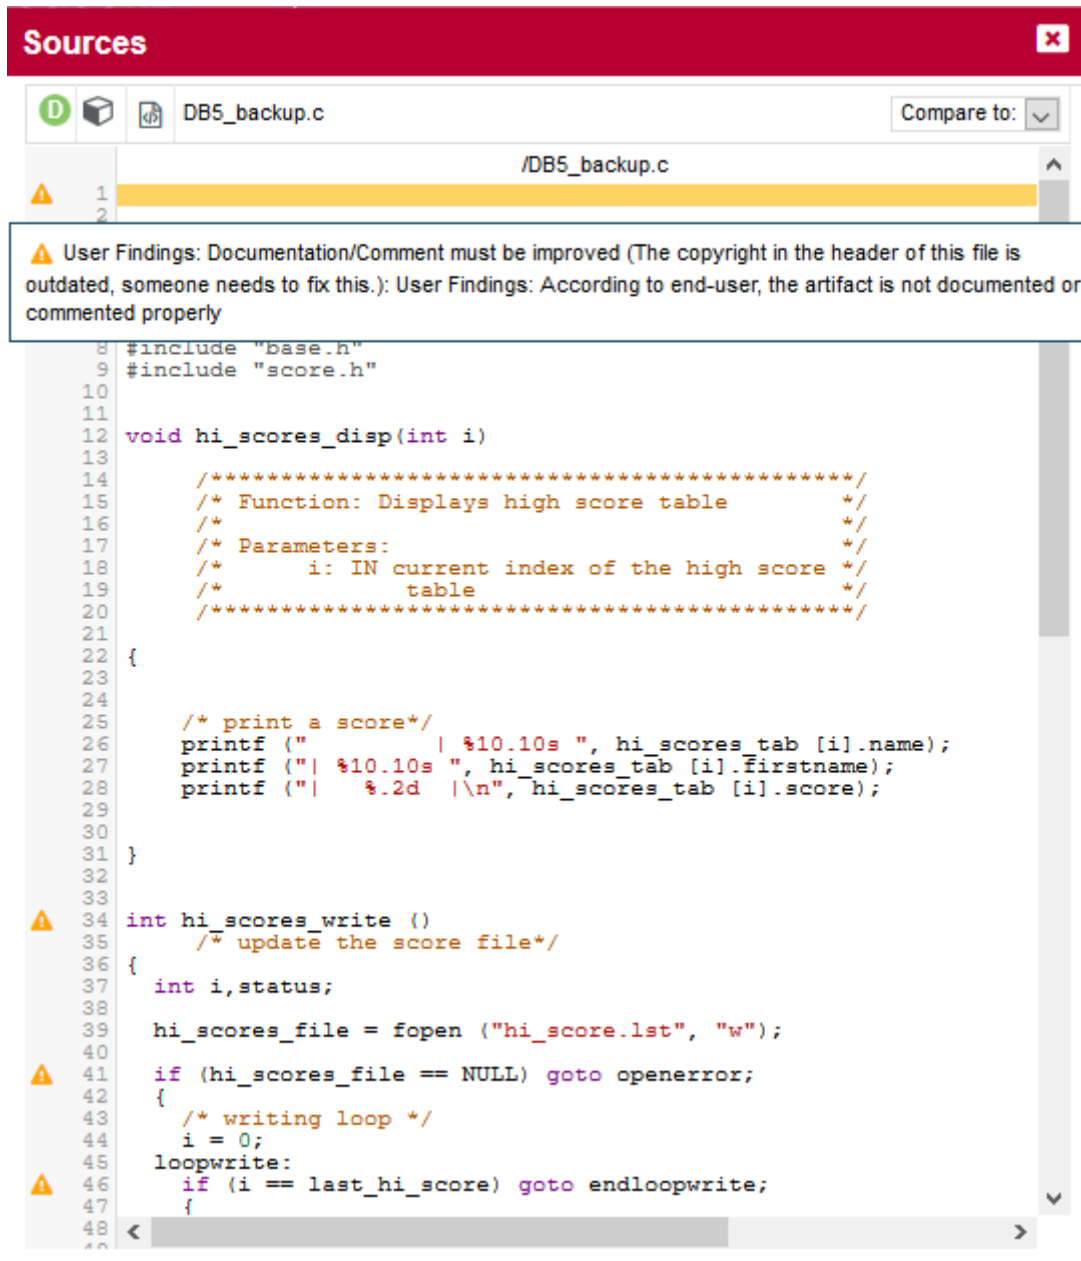 Sources
D DB5_backup.c Compare to:
/DB5_backup.c
1
2
User Findings: Documentation/Comment must be improved (The copyright in the header of this file is
outdated, someone needs to fix this.): User Findings: According to end-user, the artifact is not documented or
commented properly
8 #include "base.h"
9 #include "score.h"
10
11
12 void hi_scores_disp(int i)
13
14 /**********************************************/
15 /* Function: Displays high score table */
16 /* */
17 /* Parameters: */
18 /* i: IN current index of the high score */
19 /* table */
20 /**********************************************/
21
22 {
23
24
25 /* print a score*/
26 printf ("         | %10.10s ", hi_scores_tab [i].name);
27 printf ("| %10.10s ", hi_scores_tab [i].firstname);
28 printf ("|   %.2d  |\n", hi_scores_tab [i].score);
29
30
31 }
32
33
34 int hi_scores_write ()
35 /* update the score file*/
36 {
37 int i,status;
38
39 hi_scores_file = fopen ("hi_score.lst", "w");
40
41 if (hi_scores_file == NULL) goto openerror;
42 {
43 /* writing loop */
44 i = 0;
45 loopwrite:
46 if (i == last_hi_score) goto endloopwrite;
47 {
48